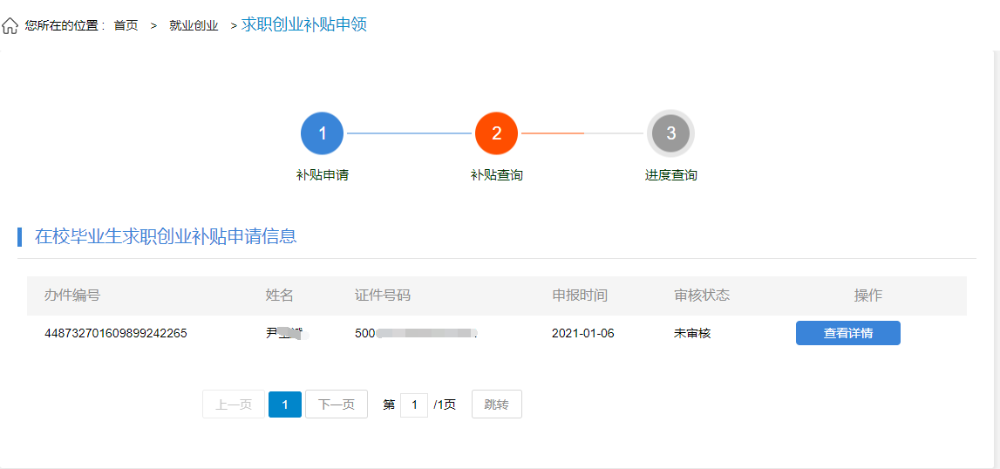 您所在的位置： 首页 > 就业创业 > 求职创业补贴申领
1 2 3
补贴申请 补贴查询 进度查询
在校毕业生求职创业补贴申请信息
办件编号 姓名 证件号码 申报时间 审核状态 操作
448732701609899242265 尹 500 2021-01-06 未审核 查看详情
上一页 1 下一页 第 1 /1页 跳转